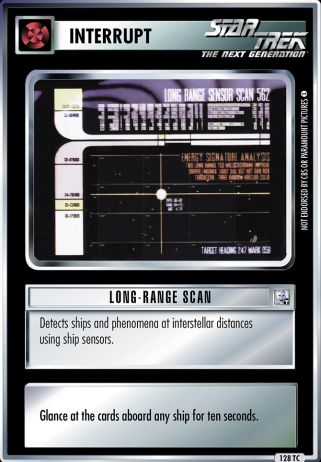 INTERRUPT
STAR TREK
THE NEXT GENERATION
LONG RANGE SENSOR SCAN 562
ENERGY SIGNATURE ANALYSIS
TARGET HEADING 247 MARK 058
NOT ENDORSED BY CBS OR PARAMOUNT PICTURES
LONG-RANGE SCAN
Detects ships and phenomena at interstellar distances
using ship sensors.
Glance at the cards aboard any ship for ten seconds.
128 TC